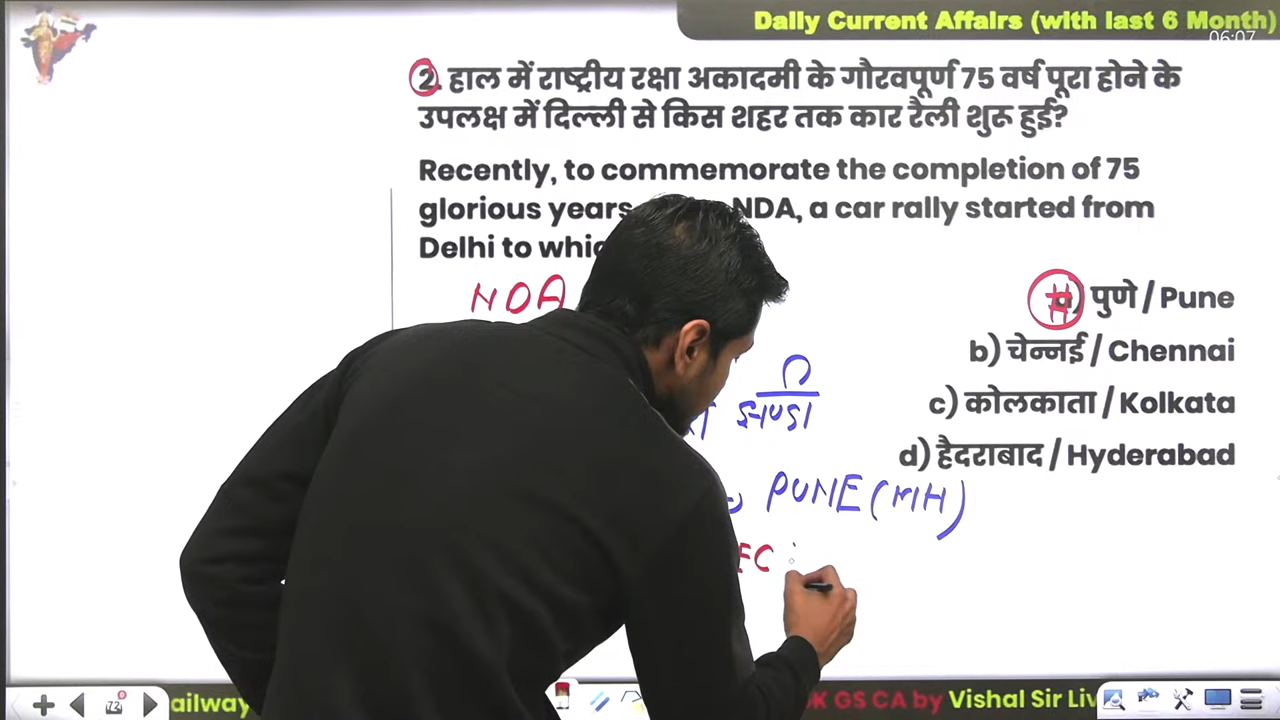 Daily Current Affairs (with last 6 Month)
06:07
2. हाल में राष्ट्रीय रक्षा अकादमी के गौरवपूर्ण 75 वर्ष पूरा होने के
उपलक्ष में दिल्ली से किस शहर तक कार रैली शुरू हुई?
Recently, to commemorate the completion of 75
glorious years NDA, a car rally started from
Delhi to
NDA
a) पुणे / Pune
b) चेन्नई / Chennai
c) कोलकाता / Kolkata
d) हैदराबाद / Hyderabad
PUNE (MH)
72
GS CA by Vishal Sir